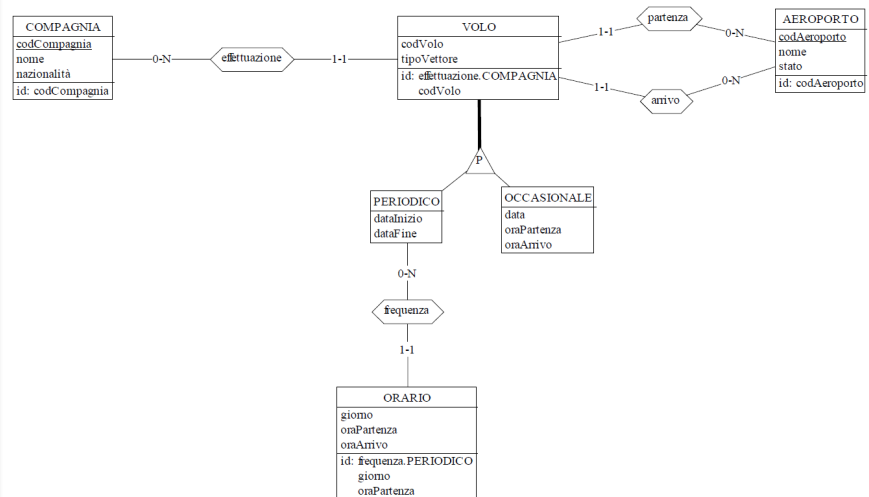 COMPAGNIA
codCompagnia
nome
nazionalità
id: codCompagnia
0-N
effettuazione
1-1
VOLO
codVolo
tipoVettore
id: effettuazione.COMPAGNIA
codVolo
1-1
partenza
0-N
1-1
arrivo
0-N
AEROPORTO
codAeroporto
nome
stato
id: codAeroporto
P
PERIODICO
dataInizio
dataFine
OCCASIONALE
data
oraPartenza
oraArrivo
0-N
frequenza
1-1
ORARIO
giorno
oraPartenza
oraArrivo
id: frequenza.PERIODICO
giorno
oraPartenza